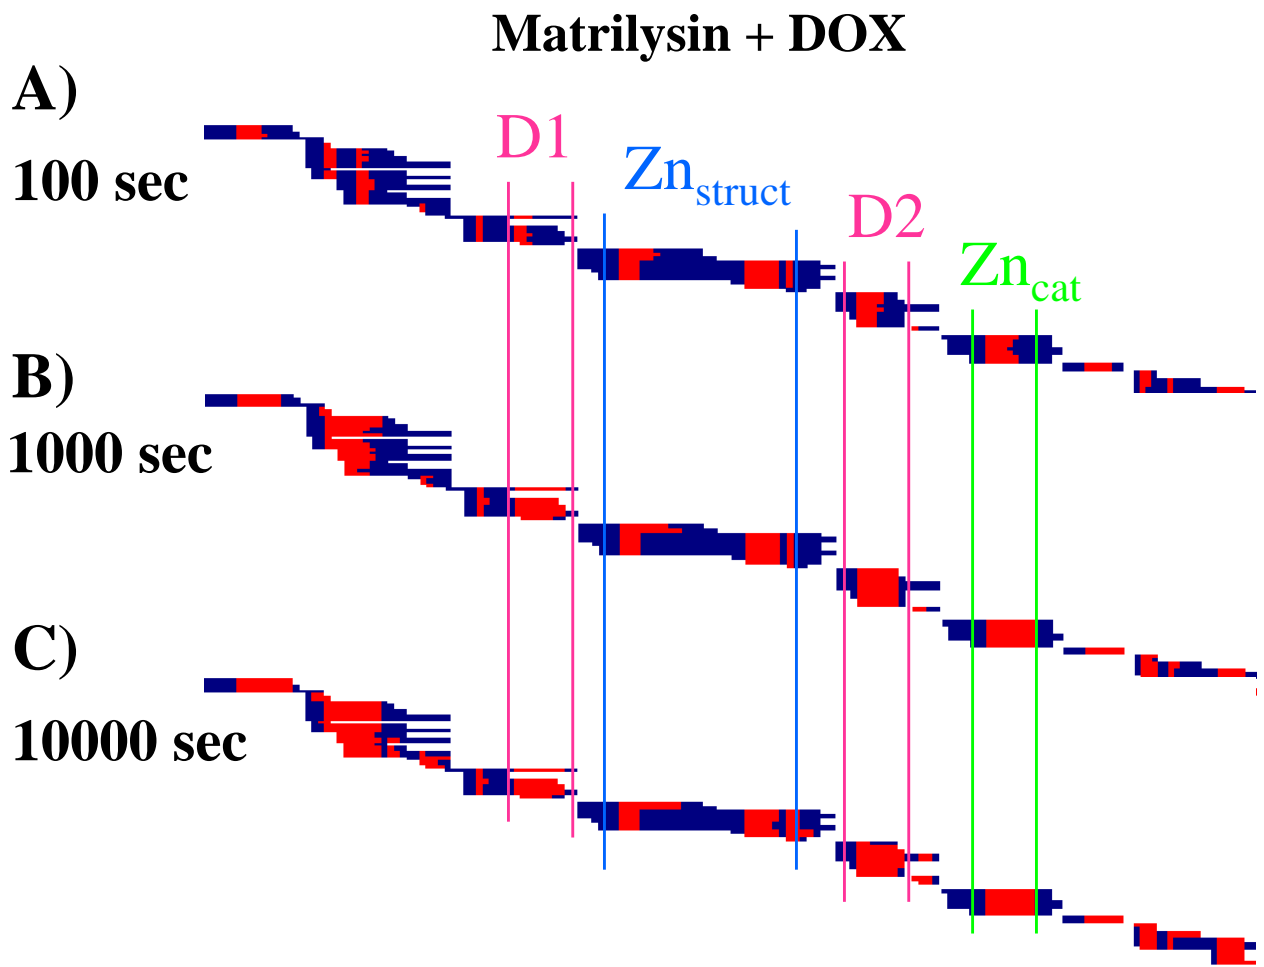 Matrilysin + DOX
A)
100 sec
D1
Zn struct
D2
Zn cat
B)
1000 sec
C)
10000 sec